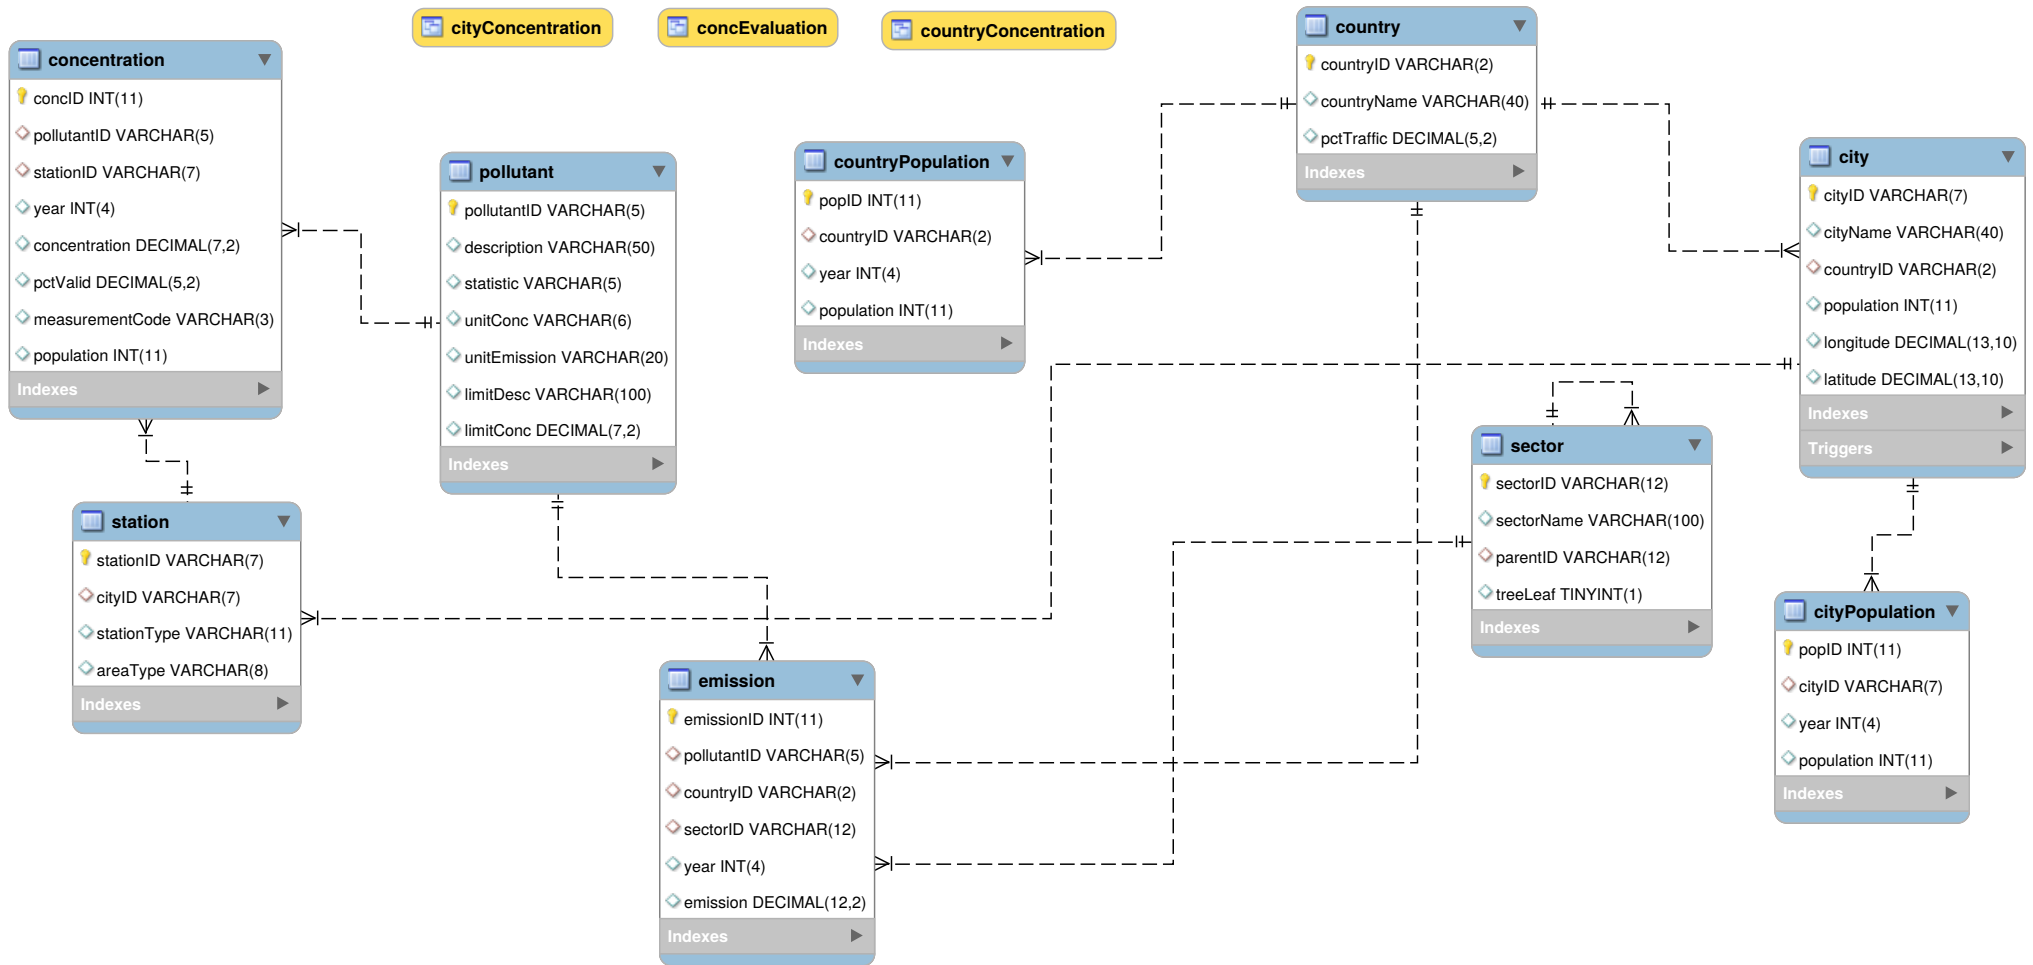 cityConcentration
concEvaluation
countryConcentration
concentration
concID INT(11)
pollutantID VARCHAR(5)
stationID VARCHAR(7)
year INT(4)
concentration DECIMAL(7,2)
pctValid DECIMAL(5,2)
measurementCode VARCHAR(3)
population INT(11)
Indexes
pollutant
pollutantID VARCHAR(5)
description VARCHAR(50)
statistic VARCHAR(5)
unitConc VARCHAR(6)
unitEmission VARCHAR(20)
limitDesc VARCHAR(100)
limitConc DECIMAL(7,2)
Indexes
countryPopulation
popID INT(11)
countryID VARCHAR(2)
year INT(4)
population INT(11)
Indexes
country
countryID VARCHAR(2)
countryName VARCHAR(40)
pctTraffic DECIMAL(5,2)
Indexes
city
cityID VARCHAR(7)
cityName VARCHAR(40)
countryID VARCHAR(2)
population INT(11)
longitude DECIMAL(13,10)
latitude DECIMAL(13,10)
Indexes
Triggers
station
stationID VARCHAR(7)
cityID VARCHAR(7)
stationType VARCHAR(11)
areaType VARCHAR(8)
Indexes
emission
emissionID INT(11)
pollutantID VARCHAR(5)
countryID VARCHAR(2)
sectorID VARCHAR(12)
year INT(4)
emission DECIMAL(12,2)
Indexes
sector
sectorID VARCHAR(12)
sectorName VARCHAR(100)
parentID VARCHAR(12)
treeLeaf TINYINT(1)
Indexes
cityPopulation
popID INT(11)
cityID VARCHAR(7)
year INT(4)
population INT(11)
Indexes